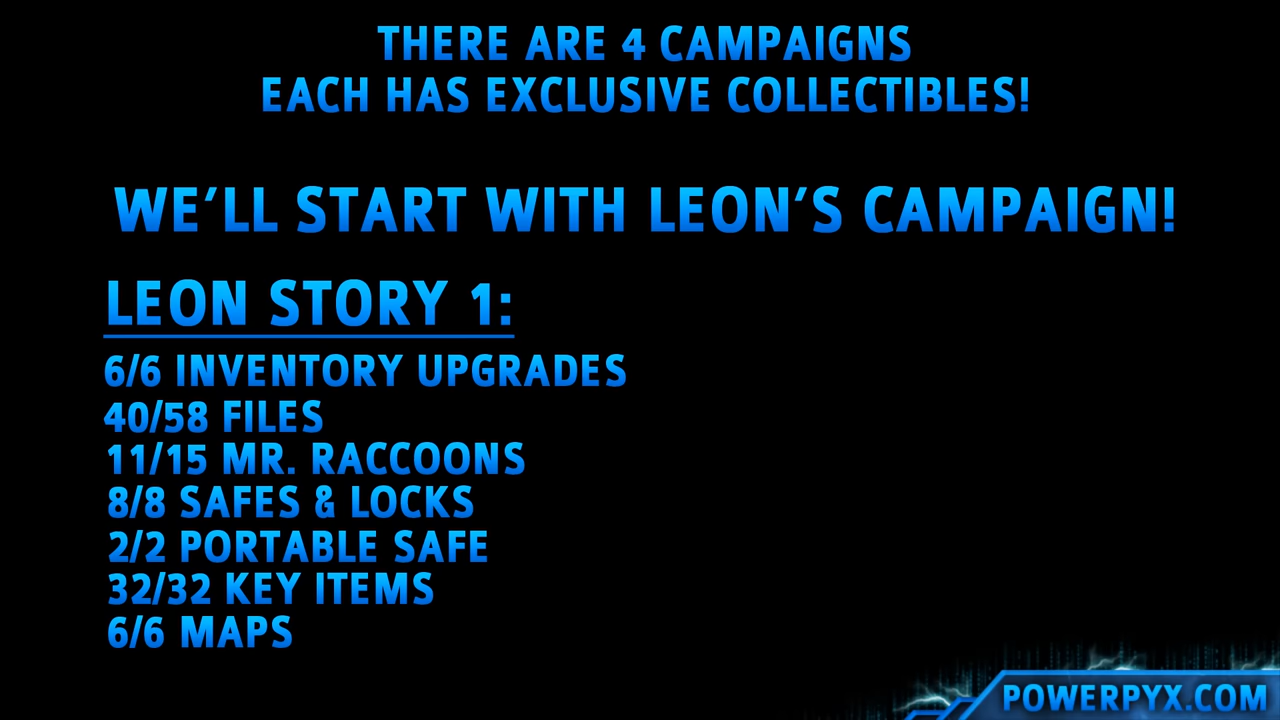 THERE ARE 4 CAMPAIGNS
EACH HAS EXCLUSIVE COLLECTIBLES!
WE'LL START WITH LEON'S CAMPAIGN!
LEON STORY 1:
6/6 INVENTORY UPGRADES
40/58 FILES
11/15 MR. RACCOONS
8/8 SAFES & LOCKS
2/2 PORTABLE SAFE
32/32 KEY ITEMS
6/6 MAPS
POWERPYX.COM